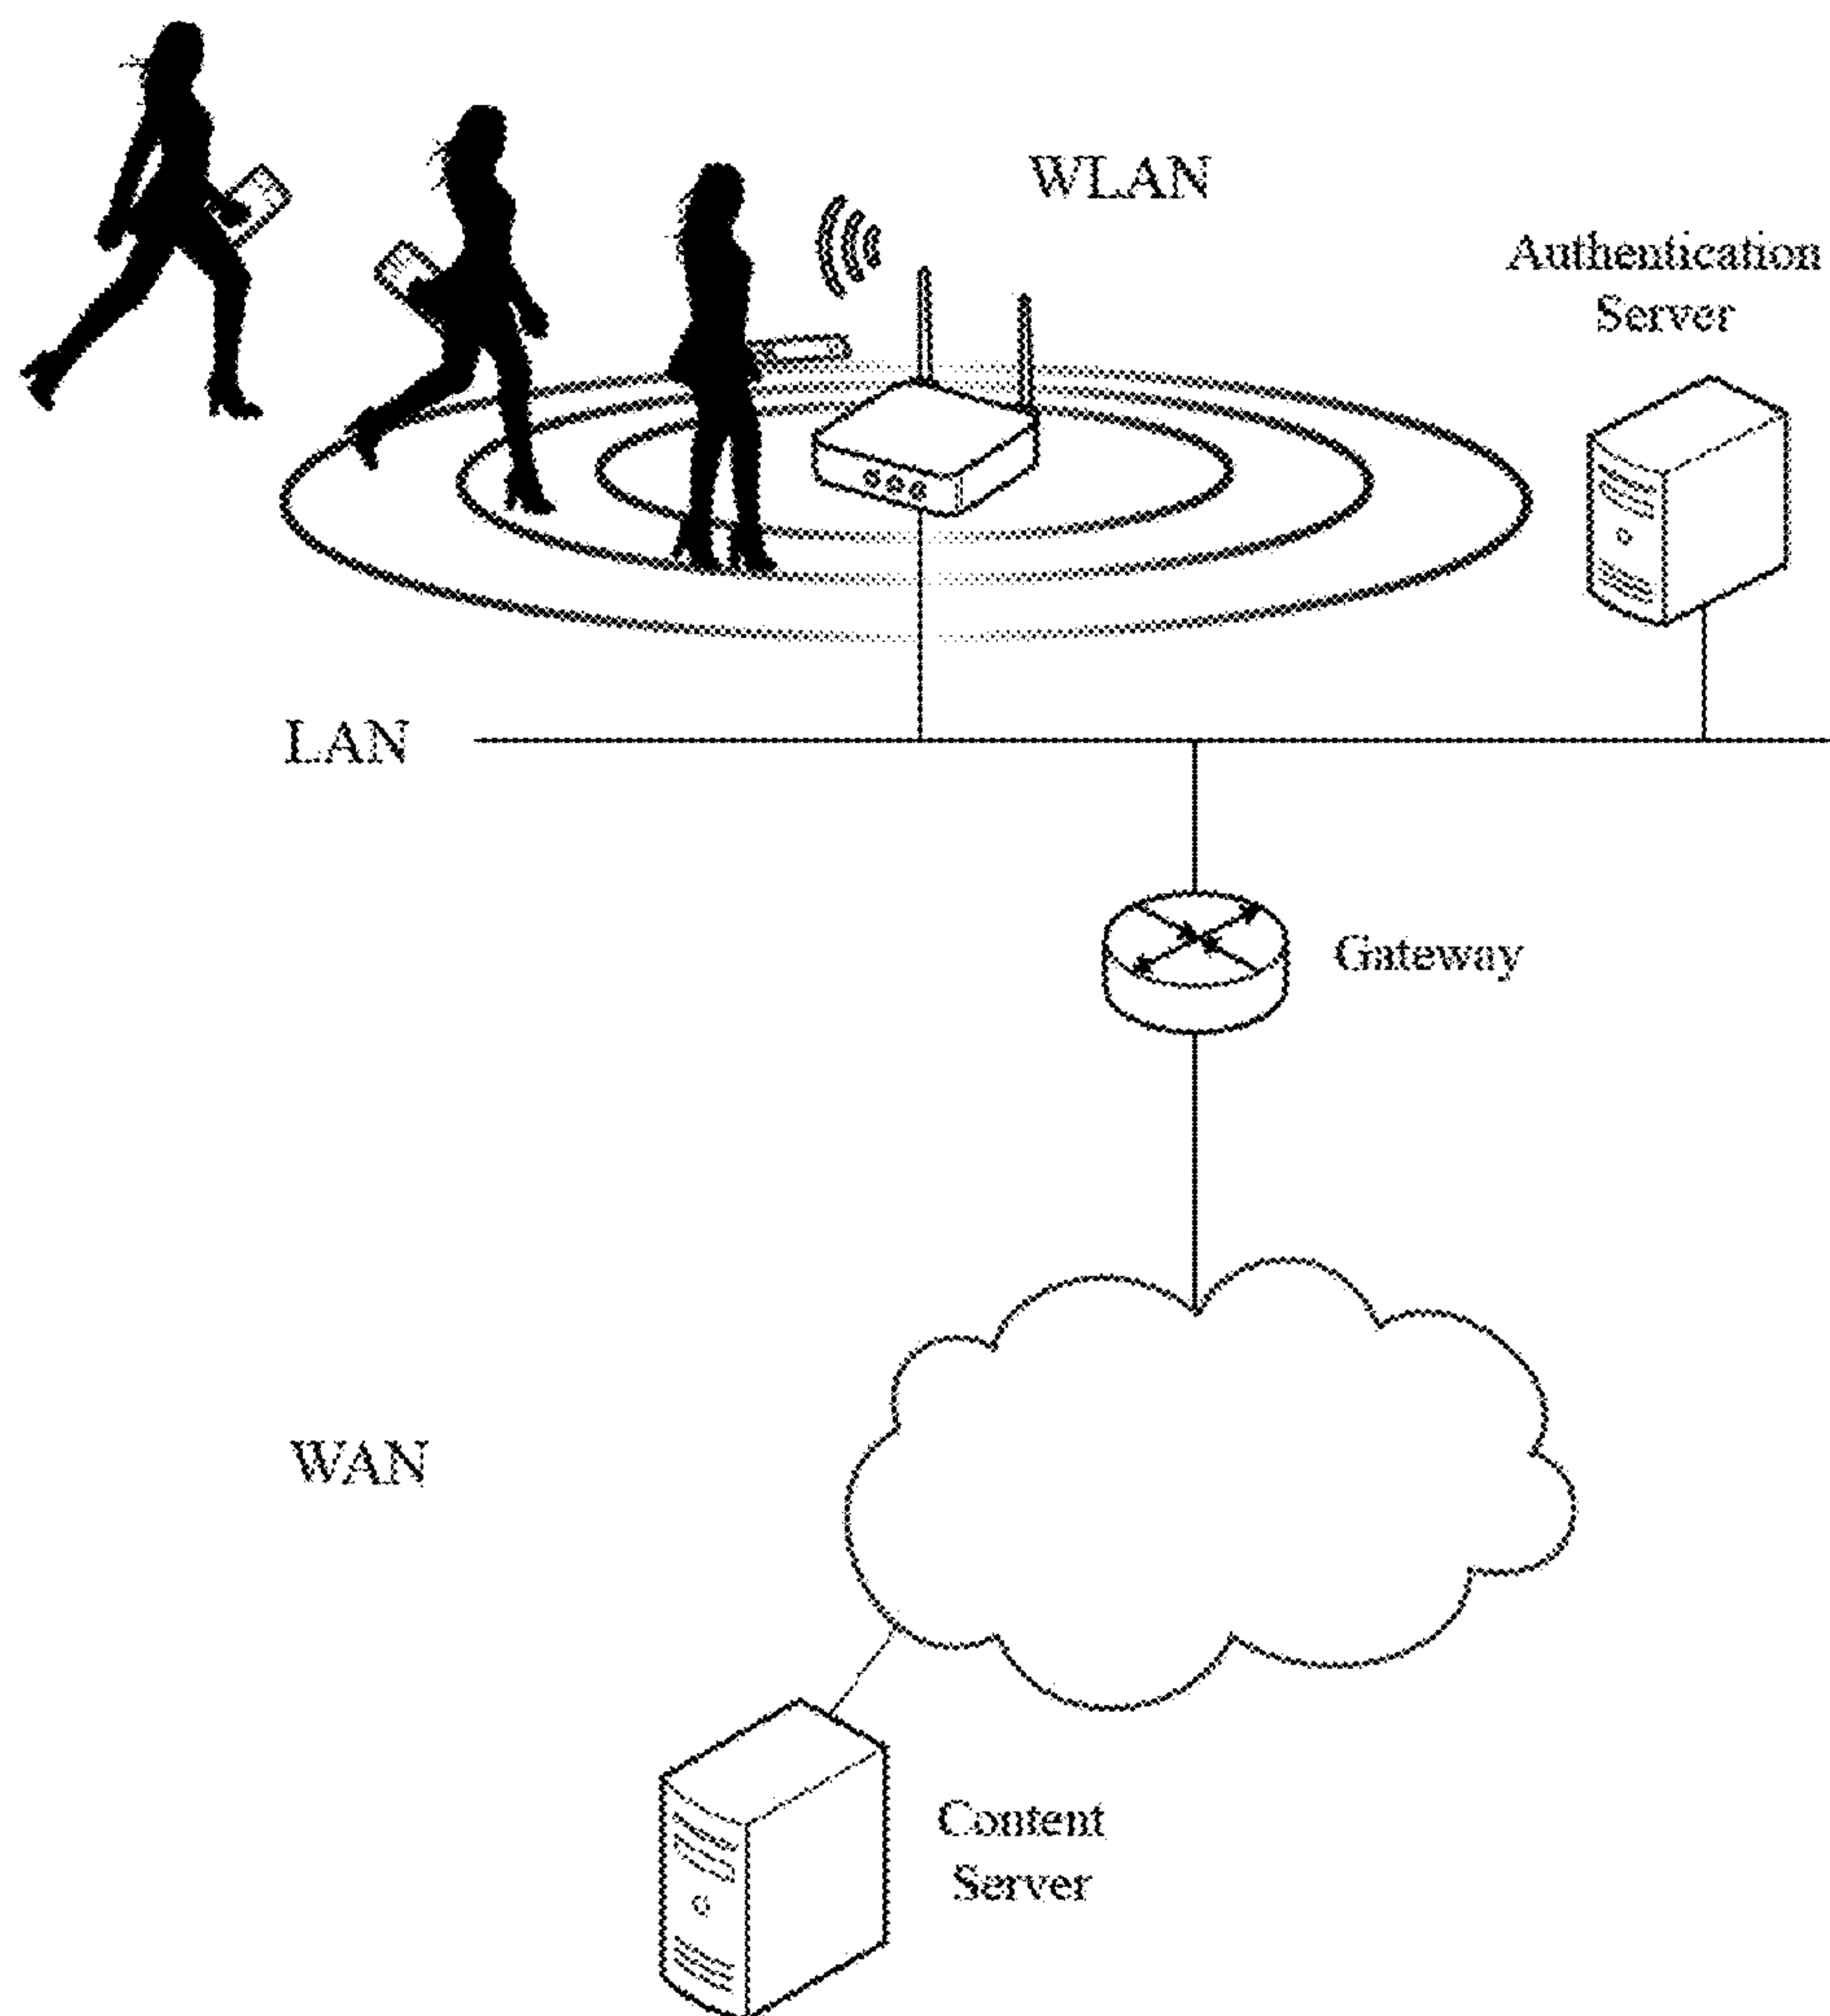 WLAN
Authentication
Server
LAN
Gateway
WAN
Content
Server